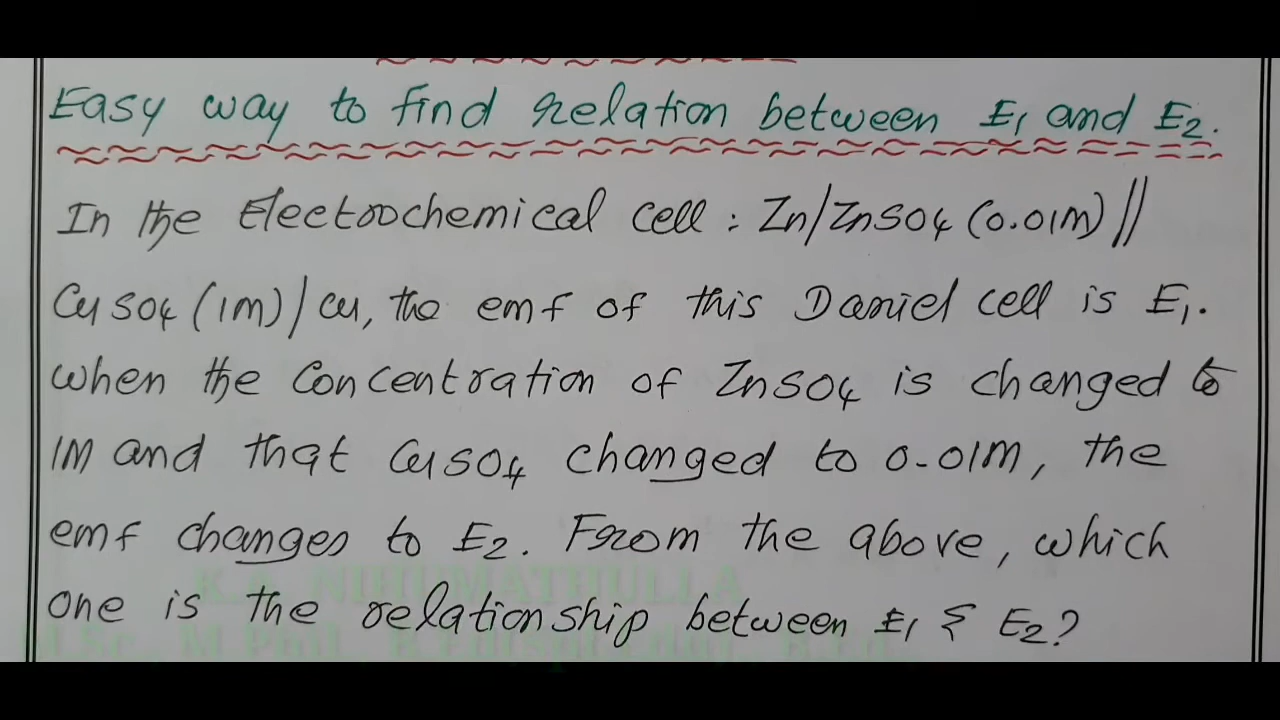 Easy way to find relation between E1 and E2.
In the Electrochemical cell : Zn/ZnSO4 (0.01M) //
CuSO4 (1M) / Cu, the emf of this Daniel cell is E1.
When the Concentration of ZnSO4 is changed to
1M and that CuSO4 changed to 0.01M, the
emf changes to E2. From the above, which
one is the relationship between E1 & E2?
K.A. NIHUMATHULLA